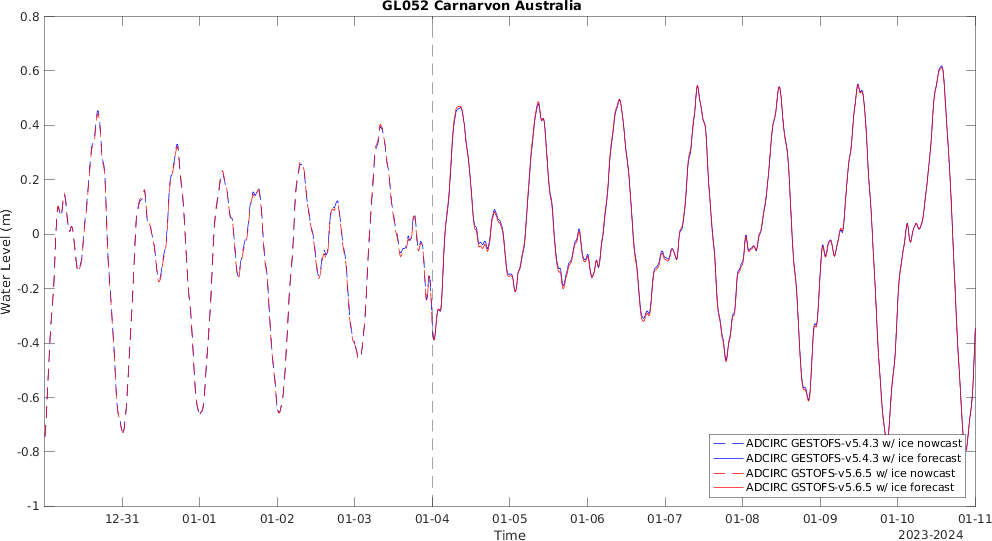 GL052 Carnarvon Australia
0.8
0.6
0.4
0.2
0
-0.2
-0.4
-0.6
-0.8
-1
Water Level (m)
ADCIRC GESTOFS-v5.4.3 w/ ice nowcast
ADCIRC GESTOFS-v5.4.3 w/ ice forecast
ADCIRC GSTOFS-v5.6.5 w/ ice nowcast
ADCIRC GSTOFS-v5.6.5 w/ ice forecast
12-31 01-01 01-02 01-03 01-04 01-05 01-06 01-07 01-08 01-09 01-10 01-11
Time
2023-2024